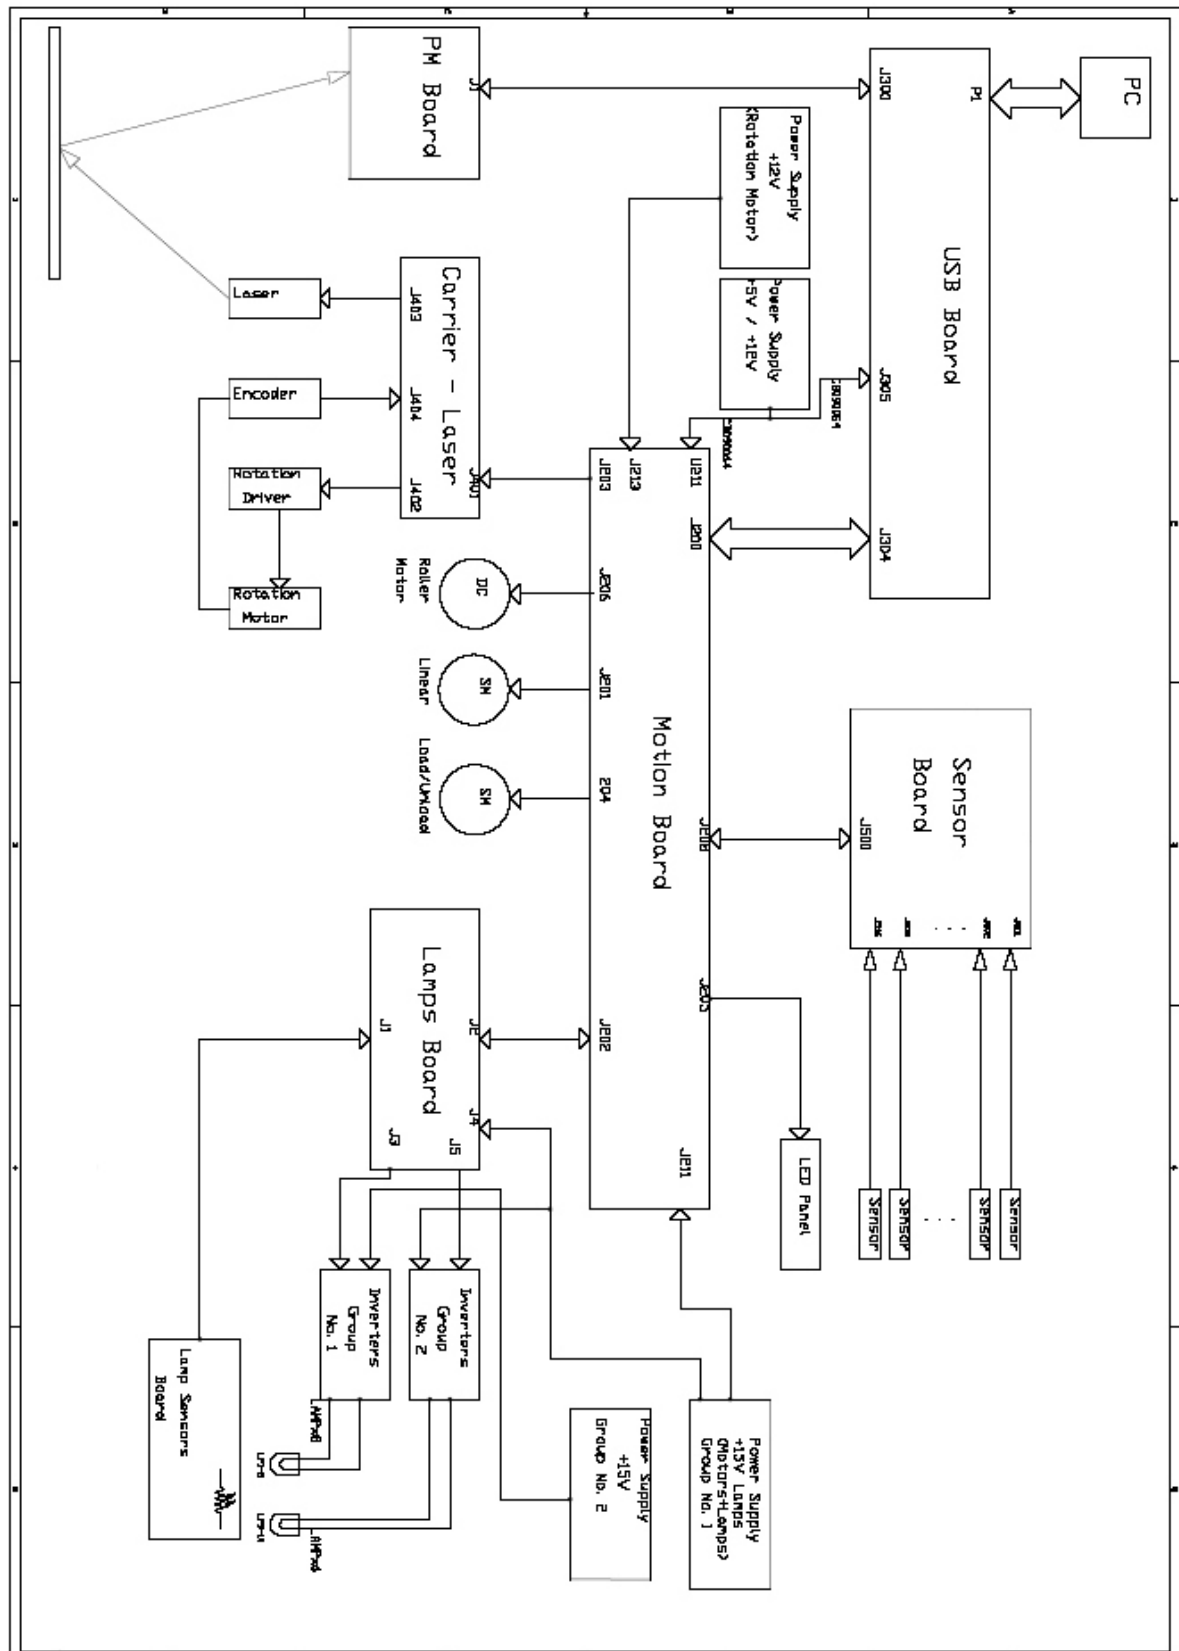 PC
P1
USB Board
J300
J305
J304
PM Board
J1
Power Supply
+12V
(Rotation Motor)
Power Supply
+5V / +12V
Carrier - Laser
J403
J404
J401
J402
Laser
Encoder
Rotation
Driver
Rotation
Motor
Motion Board
J203
J213
J211
J200
J206
J201
204
J208
J205
J202
J211
DC
Roller
Motor
SM
Linear
SM
Load/Unload
Sensor
Board
J500
Sensor
Sensor
. . .
Sensor
Sensor
LED Panel
Lamps Board
J1
J2
J4
J3
J5
Inverters
Group
No. 1
Inverters
Group
No. 2
Lamp Sensors
Board
Power Supply
+15V
Group No. 2
Power Supply
+15V Lamps
(Motors+Lamps)
Group No. 1